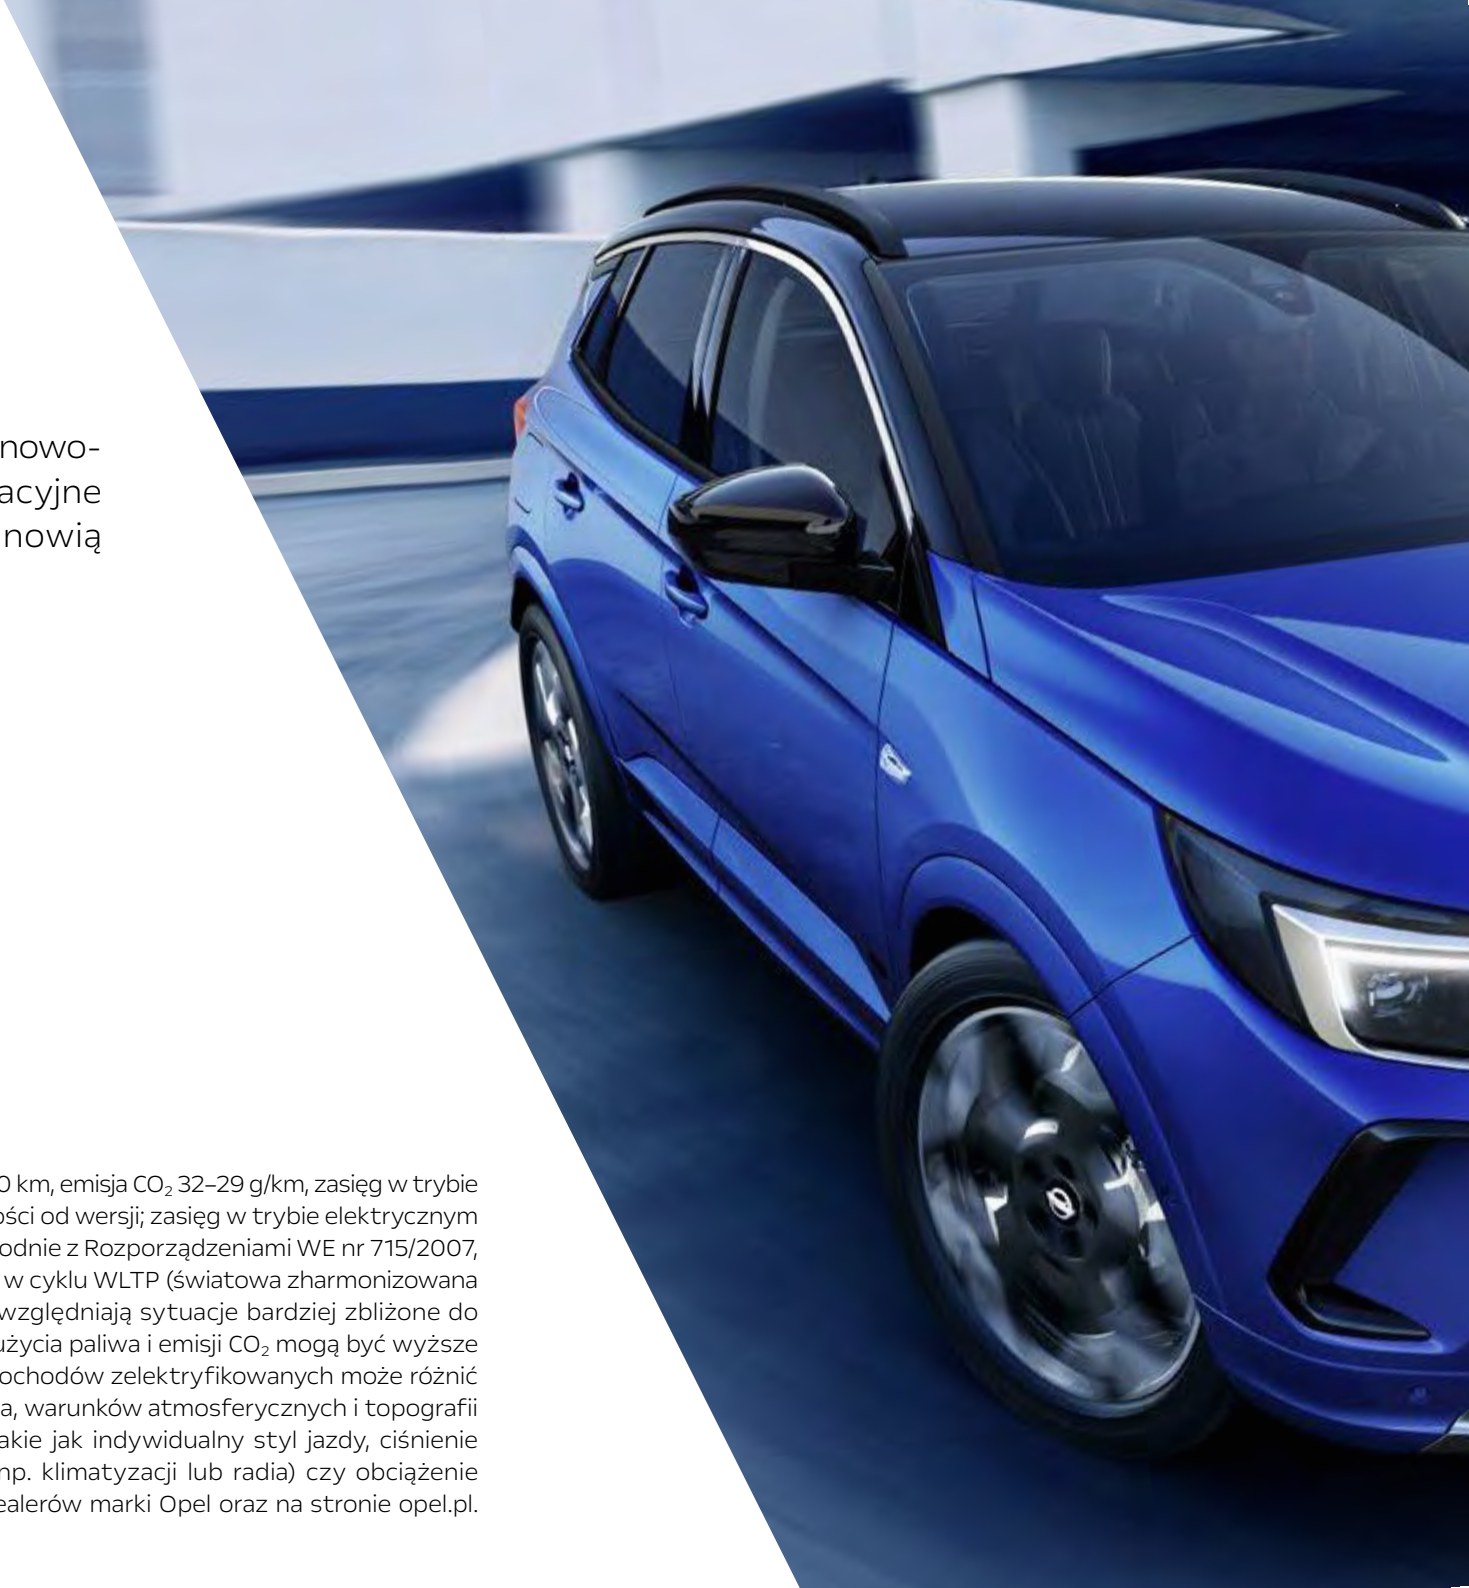 nowo-
acyjne
nowią
0 km, emisja CO₂ 32–29 g/km, zasięg w trybie
ości od wersji; zasięg w trybie elektrycznym
odnie z Rozporządzeniami WE nr 715/2007,
w cyklu WLTP (światowa zharmonizowana
względniają sytuacje bardziej zbliżone do
użycia paliwa i emisji CO₂ mogą być wyższe
ochodów zelektryfikowanych może różnić
a, warunków atmosferycznych i topografii
akie jak indywidualny styl jazdy, ciśnienie
np. klimatyzacji lub radia) czy obciążenie
ealerów marki Opel oraz na stronie opel.pl.